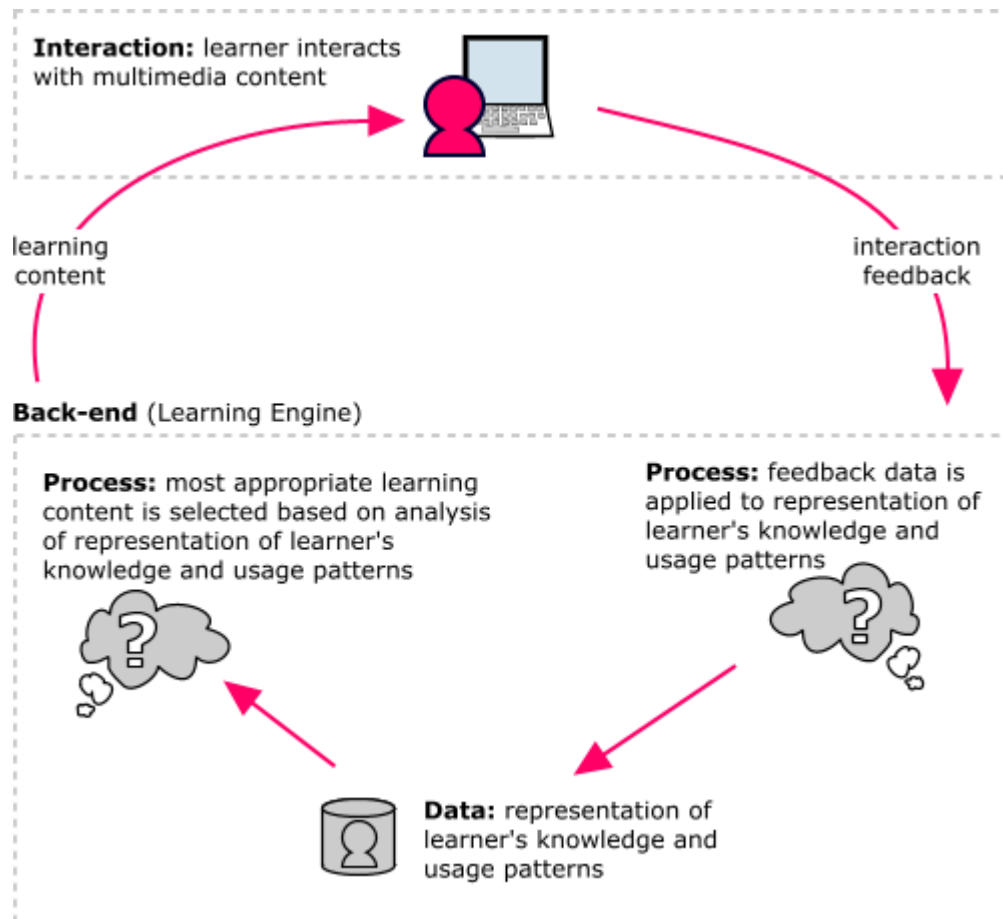 Interaction: learner interacts
with multimedia content
learning
content
interaction
feedback
Back-end (Learning Engine)
Process: most appropriate learning
content is selected based on analysis
of representation of learner's
knowledge and usage patterns
?
Process: feedback data is
applied to representation of
learner's knowledge and
usage patterns
?
Data: representation of
learner's knowledge and
usage patterns